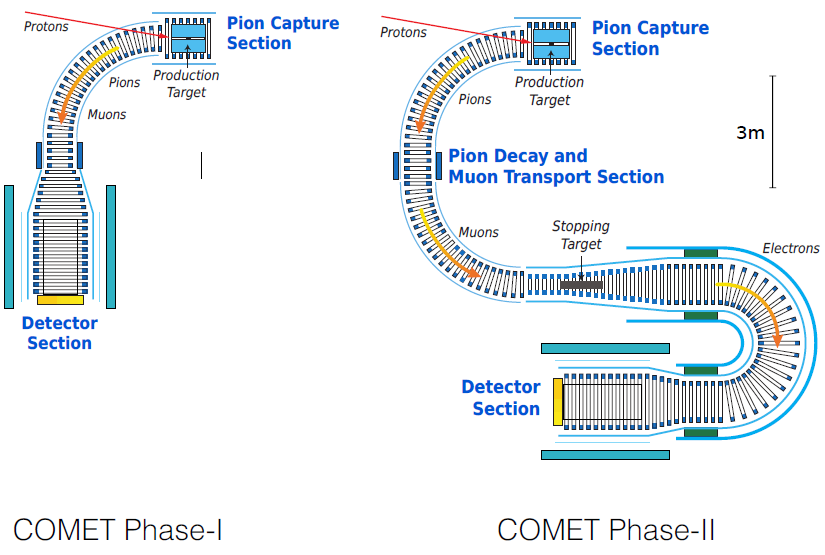 Protons
Pion Capture
Section
Production
Target
Pions
Muons
Detector
Section
COMET Phase-I
Protons
Pion Capture
Section
Production
Target
Pions
3m
Pion Decay and
Muon Transport Section
Muons
Stopping
Target
Electrons
Detector
Section
COMET Phase-II